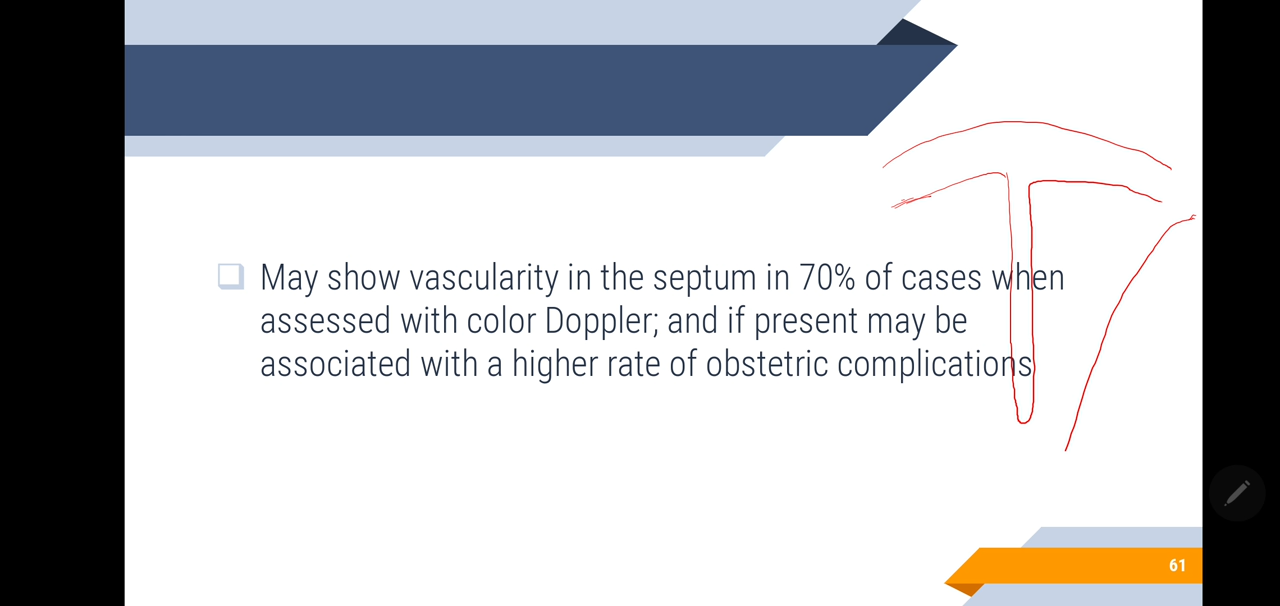 May show vascularity in the septum in 70% of cases when
assessed with color Doppler; and if present may be
associated with a higher rate of obstetric complications
61